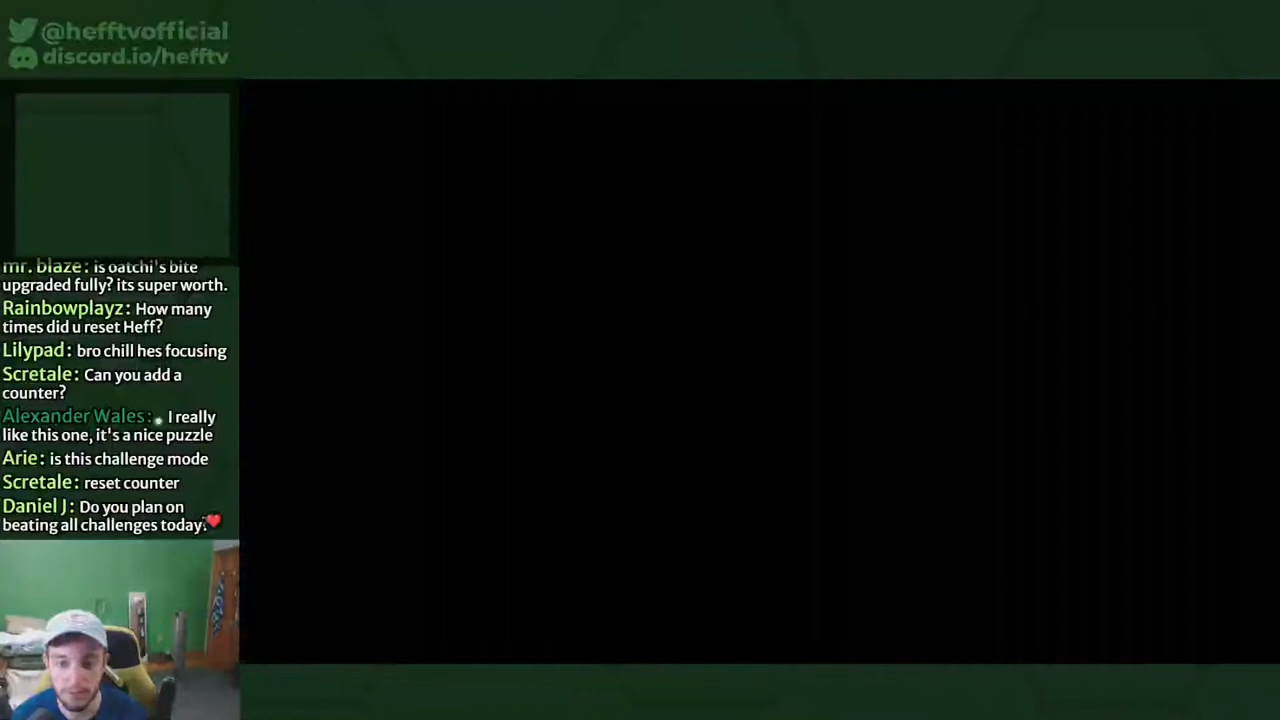 @hefftvofficial
discord.io/hefftv
mr. blaze: is oatchi's bite
upgraded fully? its super worth.
Rainbowplayz: How many
times did u reset Heff?
Lilypad: bro chill hes focusing
Scretale: Can you add a
counter?
Alexander Wales: I really
like this one, it's a nice puzzle
Arie: is this challenge mode
Scretale: reset counter
Daniel J: Do you plan on
beating all challenges today?